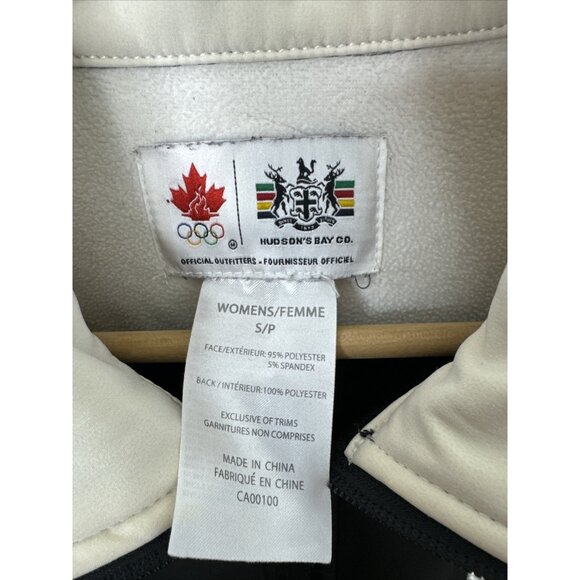 HUDSON'S BAY CO.
OFFICIAL OUTFITTERS - FOURNISSEUR OFFICIEL
WOMENS/FEMME
S/P
FACE/EXTÉRIEUR: 95% POLYESTER
5% SPANDEX
BACK / INTÉRIEUR:100% POLYESTER
EXCLUSIVE OF TRIMS
GARNITURES NON COMPRISES
MADE IN CHINA
FABRIQUÉ EN CHINE
CA00100